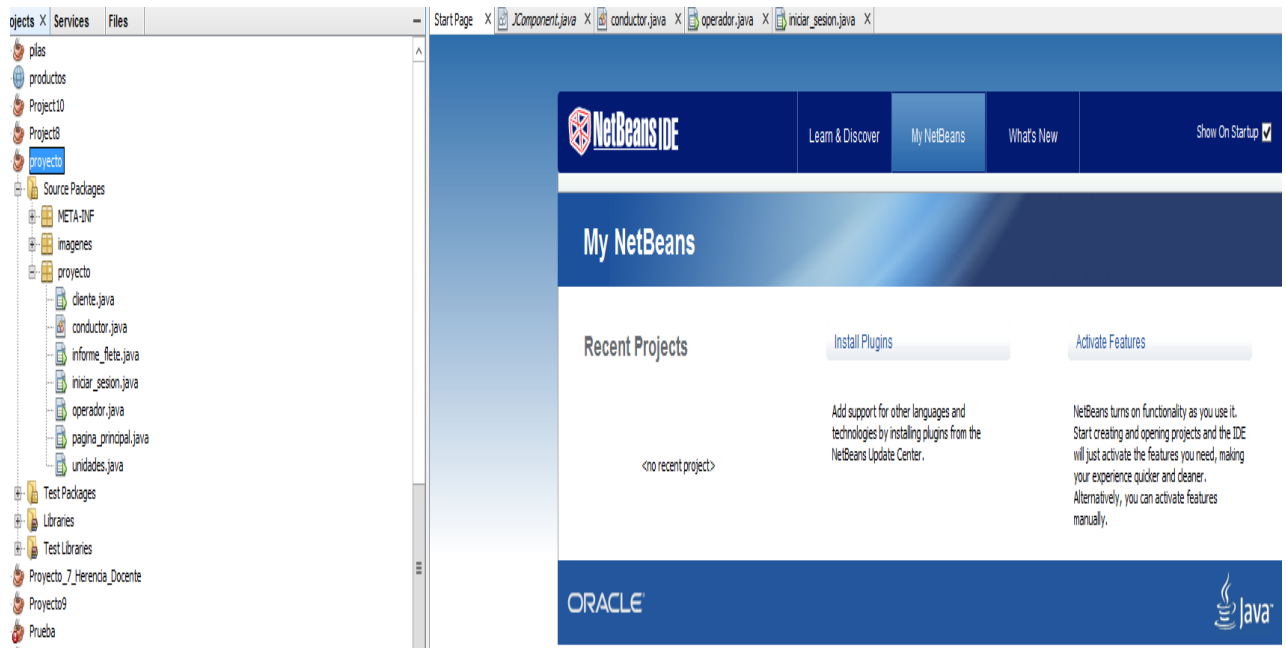 ojects X Services Files
pilas
productos
Project10
Project8
proyecto
Source Packages
META-INF
imagenes
proyecto
cliente.java
conductor.java
informe_flete.java
iniciar_sesion.java
operador.java
pagina_principal.java
unidades.java
Test Packages
Libraries
Test Libraries
Proyecto_7_Herencia_Docente
Proyecto9
Prueba
Start Page X JComponent.java X conductor.java X operador.java X iniciar_sesion.java X
NetBeans IDE
Learn & Discover
My NetBeans
What's New
Show On Startup
My NetBeans
Recent Projects
<no recent project>
Install Plugins
Add support for other languages and
technologies by installing plugins from the
NetBeans Update Center.
Activate Features
NetBeans turns on functionality as you use it.
Start creating and opening projects and the IDE
will just activate the features you need, making
your experience quicker and cleaner.
Alternatively, you can activate features
manually.
ORACLE
Java